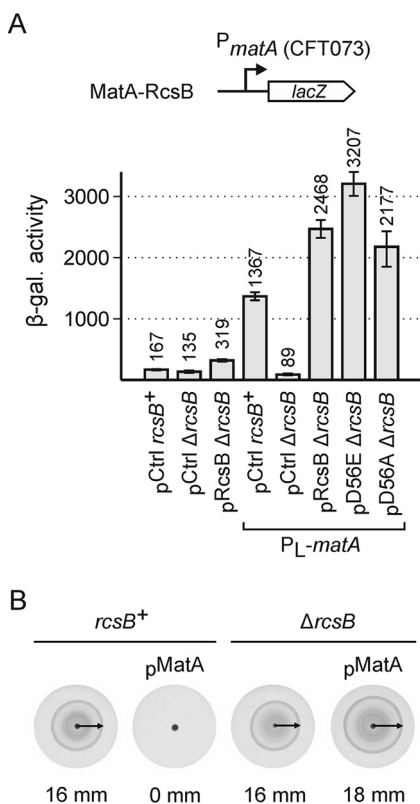 A
PmatA (CFT073)
MatA-RcsB
lacZ
β-gal. activity
3000
2000
1000
167
135
319
1367
89
2468
3207
2177
pCtrl rcsB+
pCtrl ΔrcsB
pRcsB ΔrcsB
pCtrl rcsB+
pCtrl ΔrcsB
pRcsB ΔrcsB
pD56E ΔrcsB
pD56A ΔrcsB
PL-matA
B
rcsB+
ΔrcsB
pMatA
pMatA
16 mm
0 mm
16 mm
18 mm